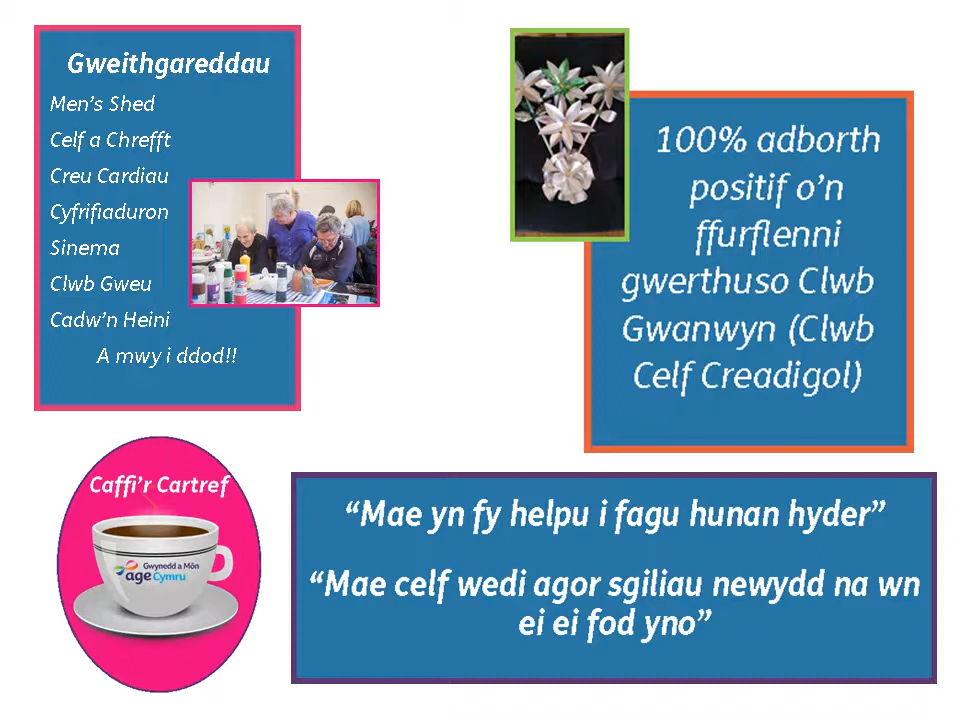 Gweithgareddau
Men's Shed
Celf a Chrefft
Creu Cardiau
Cyfrifiaduron
Sinema
Clwb Gweu
Cadw'n Heini
A mwy i ddod!!
100% adborth
positif o'n
ffurflenni
gwerthuso Clwb
Gwanwyn (Clwb
Celf Creadigol)
Caffi'r Cartref
Gwynedd a Môn
age Cymru
“Mae yn fy helpu i fagu hunan hyder”
“Mae celf wedi agor sgiliau newydd na wn
ei ei fod yno”